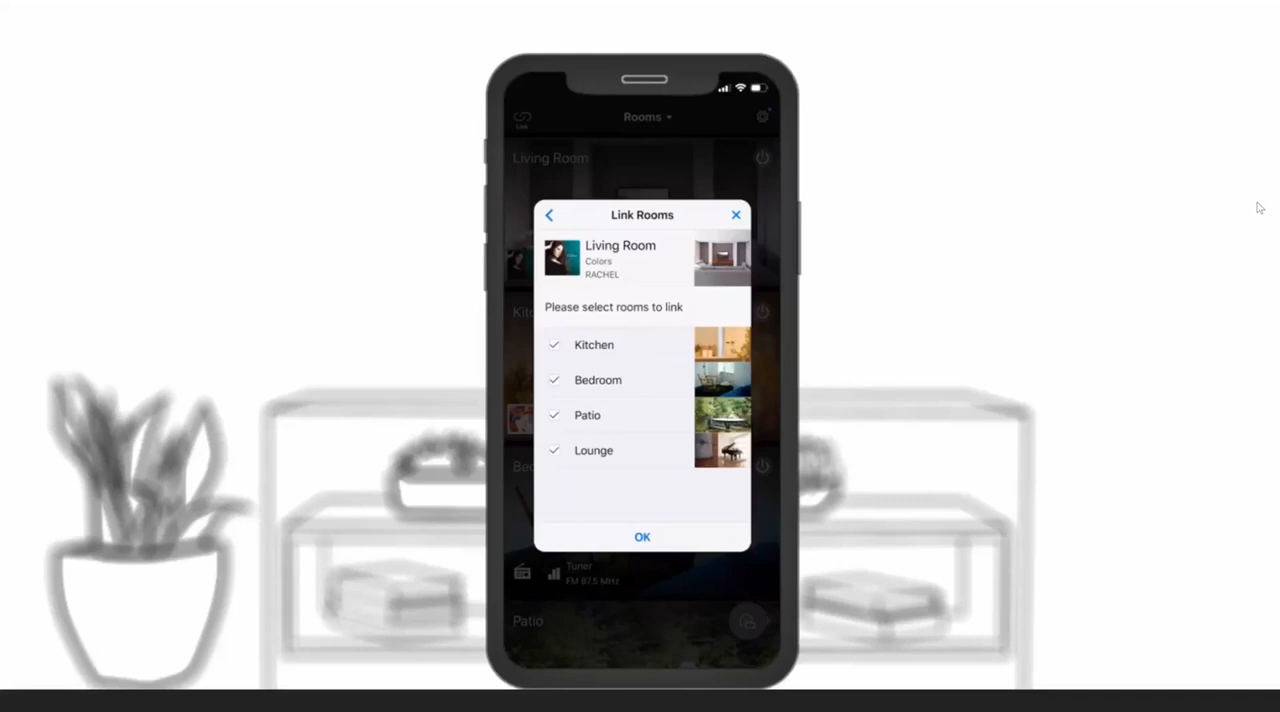 Link
Rooms
Living Room
Link Rooms
Living Room
Colors
RACHEL
Please select rooms to link
Kitchen
Bedroom
Patio
Lounge
OK
Tuner
FM 87.5 MHz
Patio